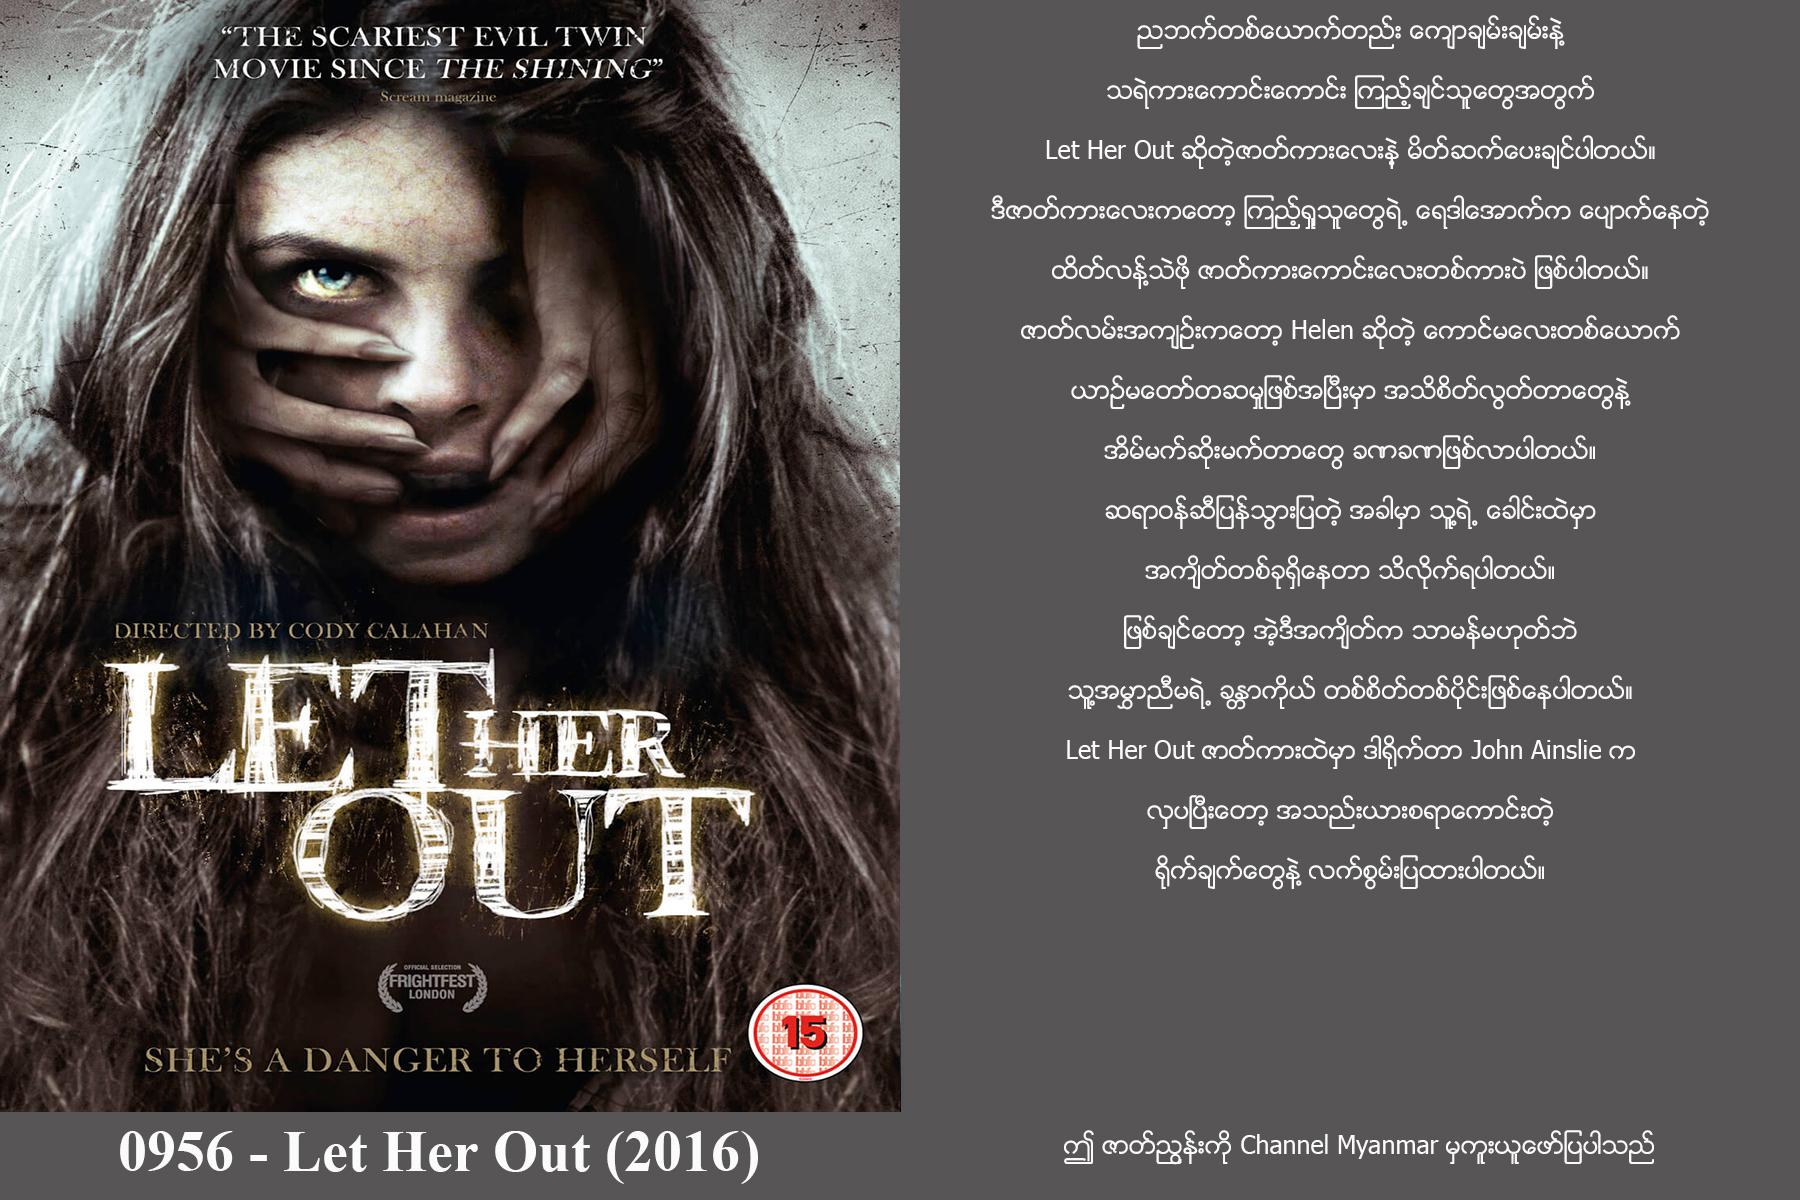 “THE SCARIEST EVIL TWIN
MOVIE SINCE THE SHINING”
Scream magazine
DIRECTED BY CODY CALAHAN
LET HER
OUT
OFFICIAL SELECTION
FRIGHTFEST
LONDON
15
SHE'S A DANGER TO HERSELF
0956 - Let Her Out (2016)
ညဘက်တစ်ယောက်တည်း ကျောချမ်းချမ်းနဲ့
သရဲကားကောင်းကောင်း ကြည့်ချင်သူတွေအတွက်
Let Her Out ဆိုတဲ့ဇာတ်ကားလေးနဲ့ မိတ်ဆက်ပေးချင်ပါတယ်။
ဒီဇာတ်ကားလေးကတော့ ကြည့်ရှုသူတွေရဲ့ ရေဒါအောက်က ပျောက်နေတဲ့
ထိတ်လန့်သဲဖို ဇာတ်ကားကောင်းလေးတစ်ကားပဲ ဖြစ်ပါတယ်။
ဇာတ်လမ်းအကျဉ်းကတော့ Helen ဆိုတဲ့ ကောင်မလေးတစ်ယောက်
ယာဉ်မတော်တဆမှုဖြစ်အပြီးမှာ အသိစိတ်လွတ်တာတွေနဲ့
အိမ်မက်ဆိုးမက်တာတွေ ခဏခဏဖြစ်လာပါတယ်။
ဆရာဝန်ဆီပြန်သွားပြတဲ့ အခါမှာ သူ့ရဲ့ ခေါင်းထဲမှာ
အကျိတ်တစ်ခုရှိနေတာ သိလိုက်ရပါတယ်။
ဖြစ်ချင်တော့ အဲ့ဒီအကျိတ်က သာမန်မဟုတ်ဘဲ
သူ့အမွှာညီမရဲ့ ခန္တာကိုယ် တစ်စိတ်တစ်ပိုင်းဖြစ်နေပါတယ်။
Let Her Out ဇာတ်ကားထဲမှာ ဒါရိုက်တာ John Ainslie က
လှပပြီးတော့ အသည်းယားစရာကောင်းတဲ့
ရိုက်ချက်တွေနဲ့ လက်စွမ်းပြထားပါတယ်။
ဤ ဇာတ်ညွှန်းကို Channel Myanmar မှကူးယူဖော်ပြပါသည်